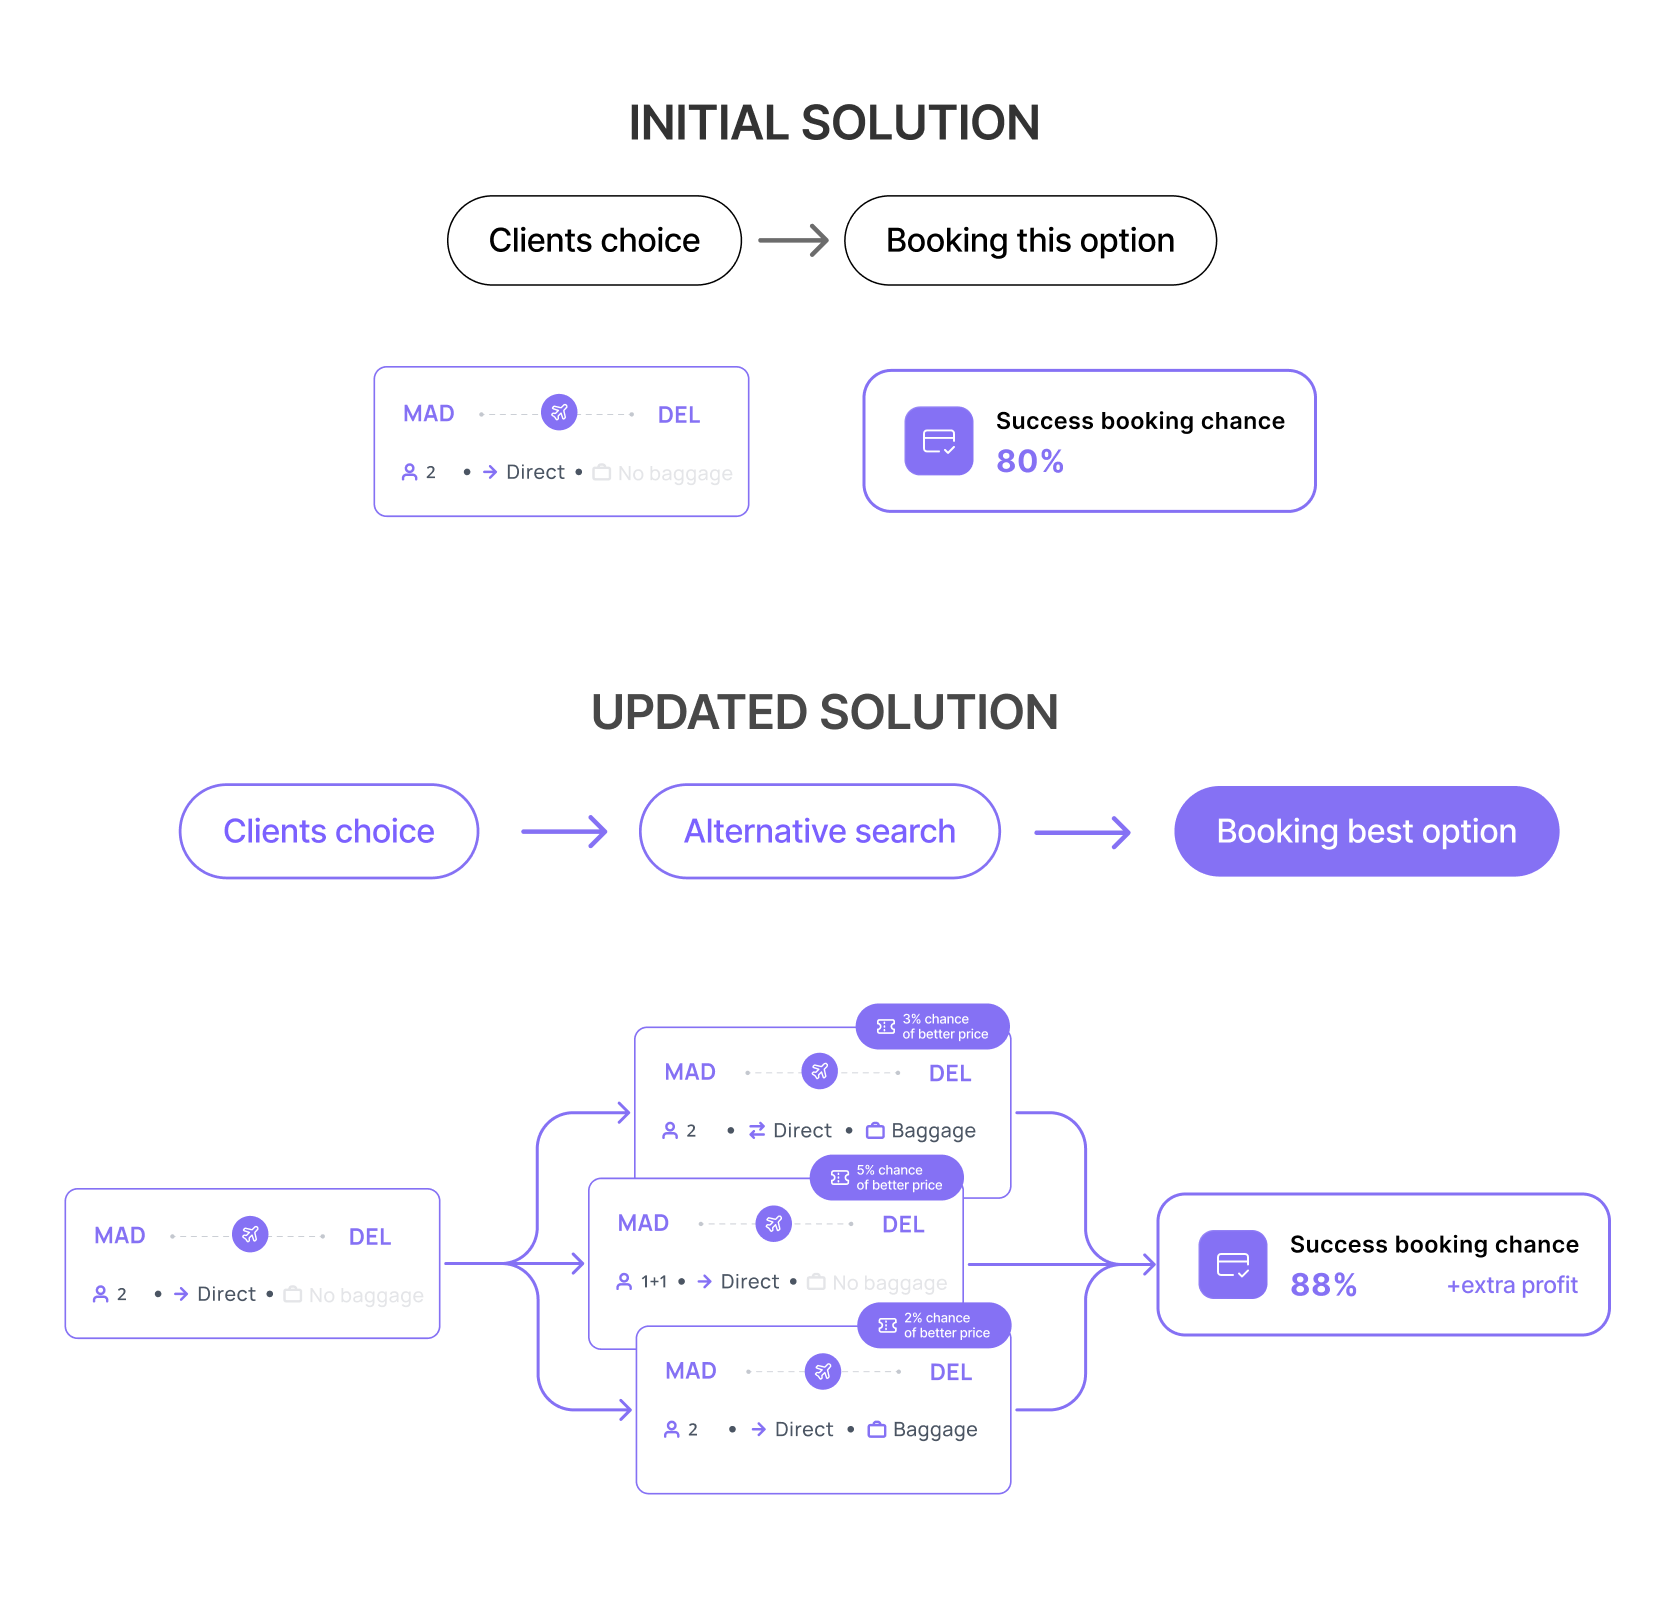 INITIAL SOLUTION
Clients choice
Booking this option
MAD
DEL
2 • Direct • No baggage
Success booking chance
80%
UPDATED SOLUTION
Clients choice
Alternative search
Booking best option
3% chance
of better price
MAD
DEL
2 • Direct • Baggage
5% chance
of better price
MAD
DEL
1+1 • Direct • No baggage
MAD
DEL
2 • Direct • No baggage
2% chance
of better price
MAD
DEL
2 • Direct • Baggage
Success booking chance
88% +extra profit